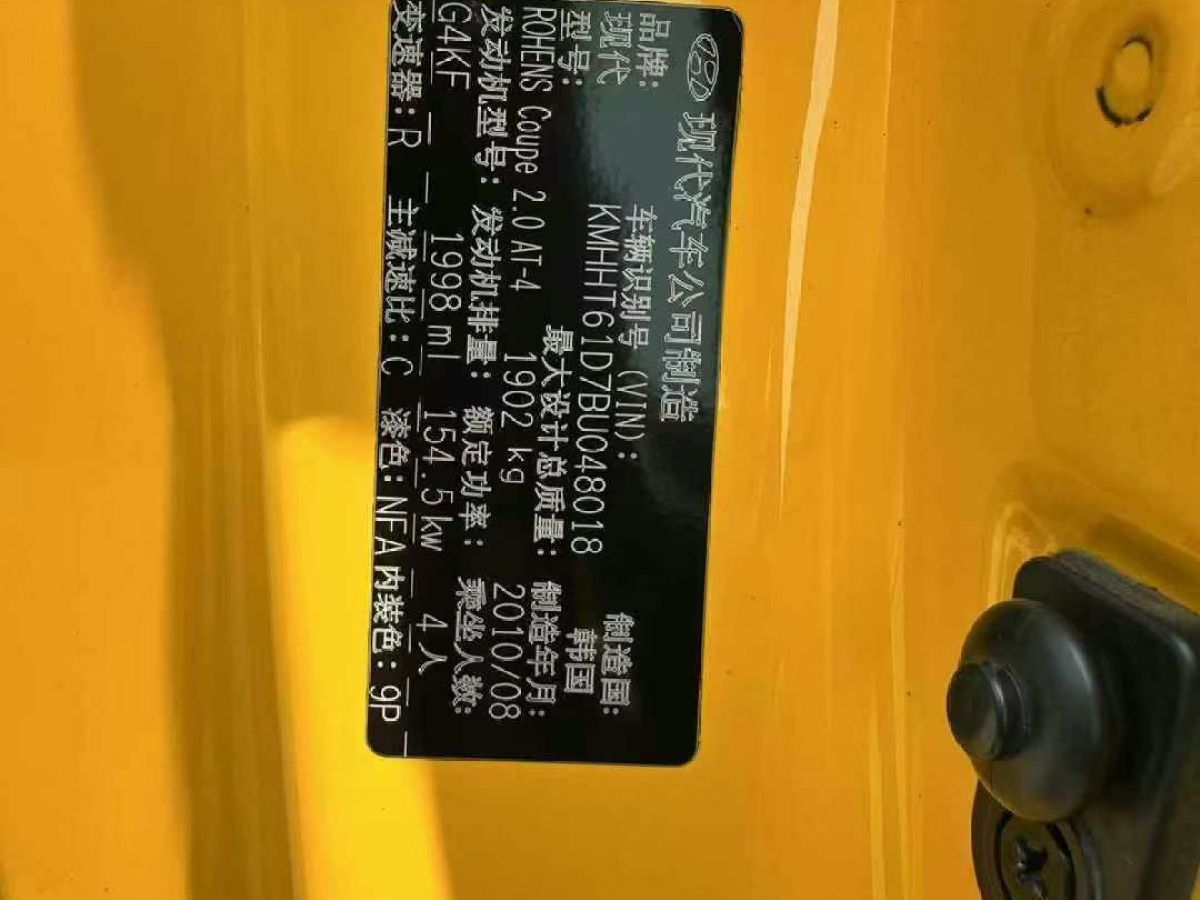 现代汽车公司制造
品牌: 车辆识别号 (VIN): 制造国:
现代 KMHHT61D7BU048018 韩国
型号: 最大设计总质量: 制造年月:
ROHENS Coupe 2.0 AT-4 1902 kg 2010/08
发动机型号: 发动机排量: 额定功率: 乘坐人数:
G4KF 1998 ml 154.5kw 4人
变速器: R 主减速比: C 漆色: NFA 内装色: 9P